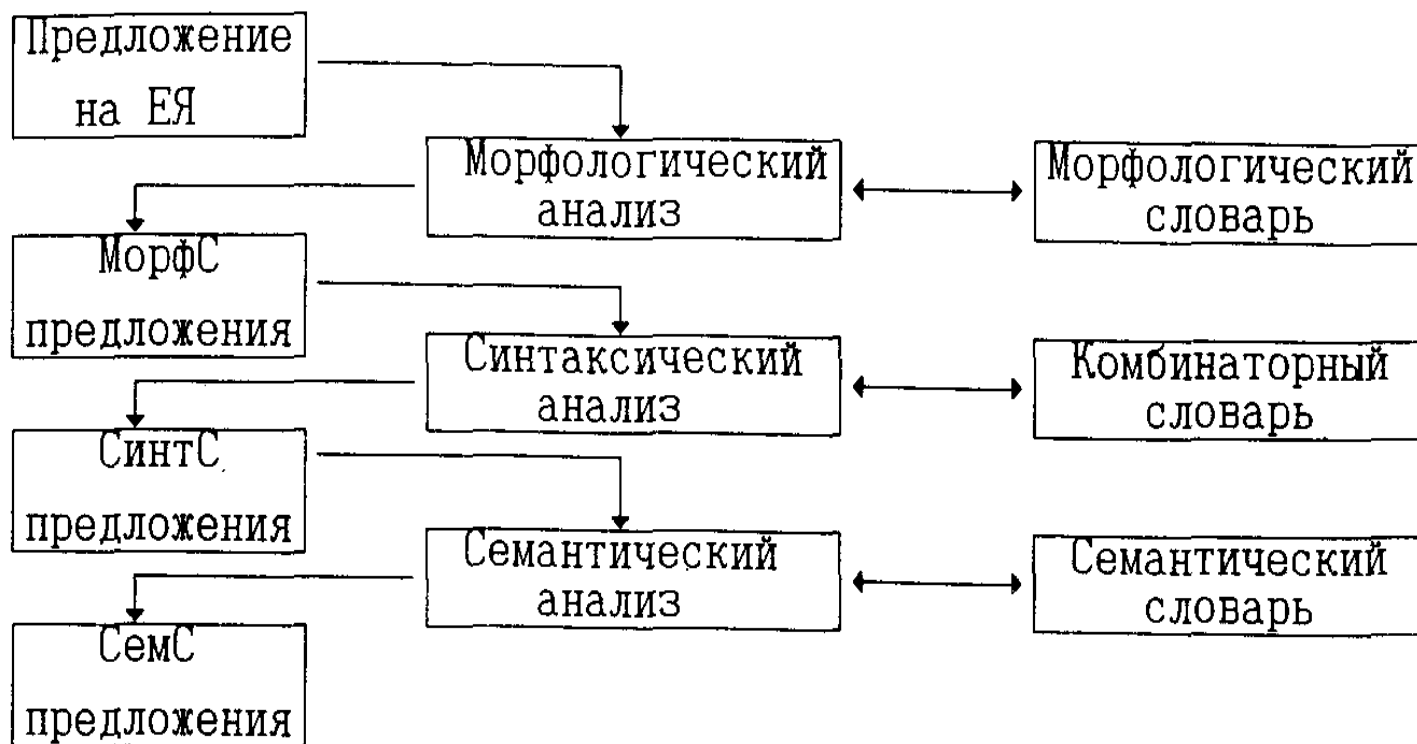 Предложение
на ЕЯ
Морфологический
анализ
Морфологический
словарь
МорфС
предложения
Синтаксический
анализ
Комбинаторный
словарь
СинтС
предложения
Семантический
анализ
Семантический
словарь
СемС
предложения